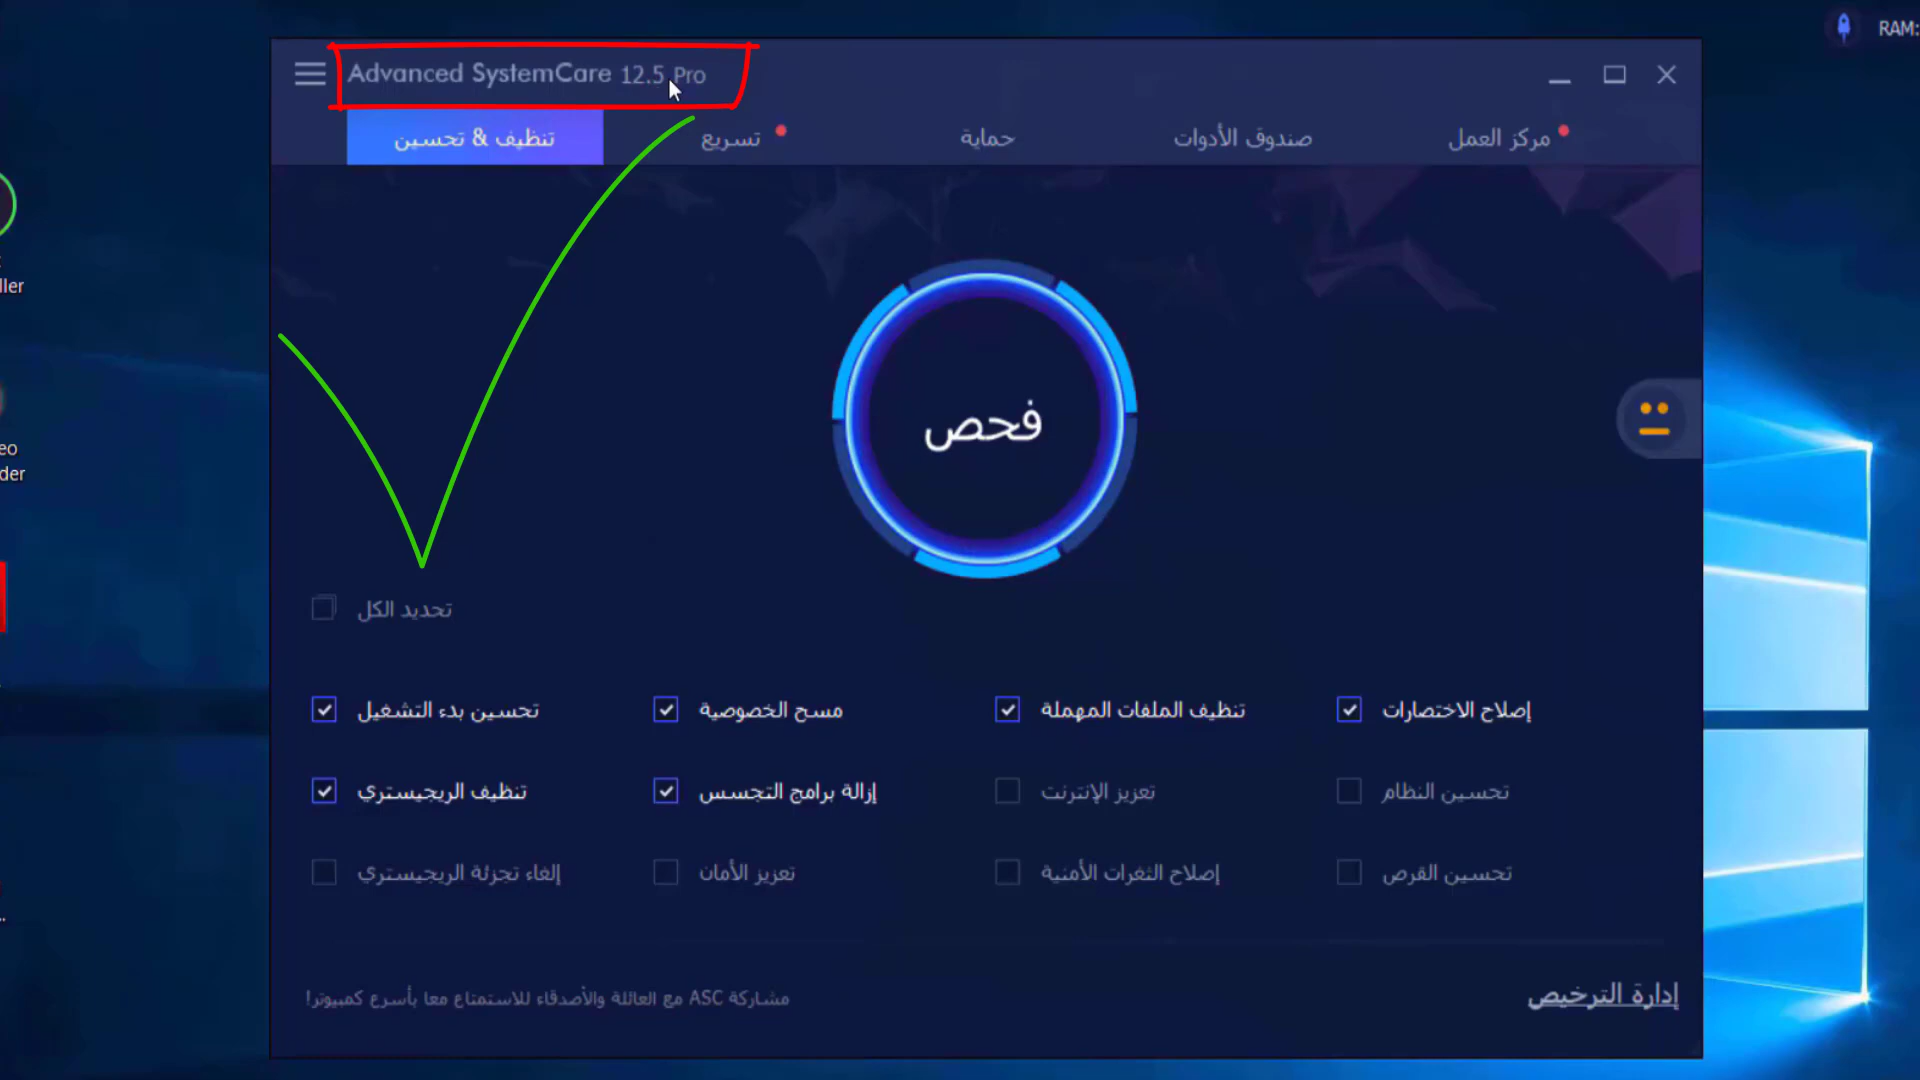 RAM:
Advanced SystemCare 12.5 Pro
تنظيف & تحسين
تسريع
حماية
صندوق الأدوات
مركز العمل
فحص
تحديد الكل
تحسين بدء التشغيل
مسح الخصوصية
تنظيف الملفات المهملة
إصلاح الاختصارات
تنظيف الريجيستري
إزالة برامج التجسس
تعزيز الإنترنت
تحسين النظام
إلغاء تجزئة الريجيستري
تعزيز الأمان
إصلاح الثغرات الأمنية
تحسين القرص
مشاركة ASC مع العائلة والأصدقاء للاستمتاع معا بأسرع كمبيوتر!
إدارة الترخيص